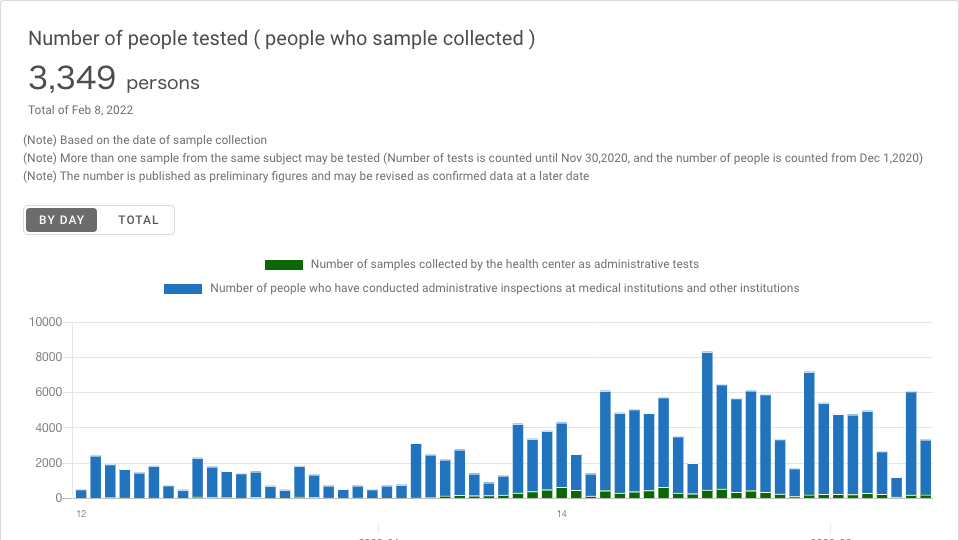 Number of people tested ( people who sample collected )
3,349 persons
Total of Feb 8, 2022
(Note) Based on the date of sample collection
(Note) More than one sample from the same subject may be tested (Number of tests is counted until Nov 30,2020, and the number of people is counted from Dec 1,2020)
(Note) The number is published as preliminary figures and may be revised as confirmed data at a later date
BY DAY TOTAL
Number of samples collected by the health center as administrative tests
Number of people who have conducted administrative inspections at medical institutions and other institutions
10000
8000
6000
4000
2000
0
12 14